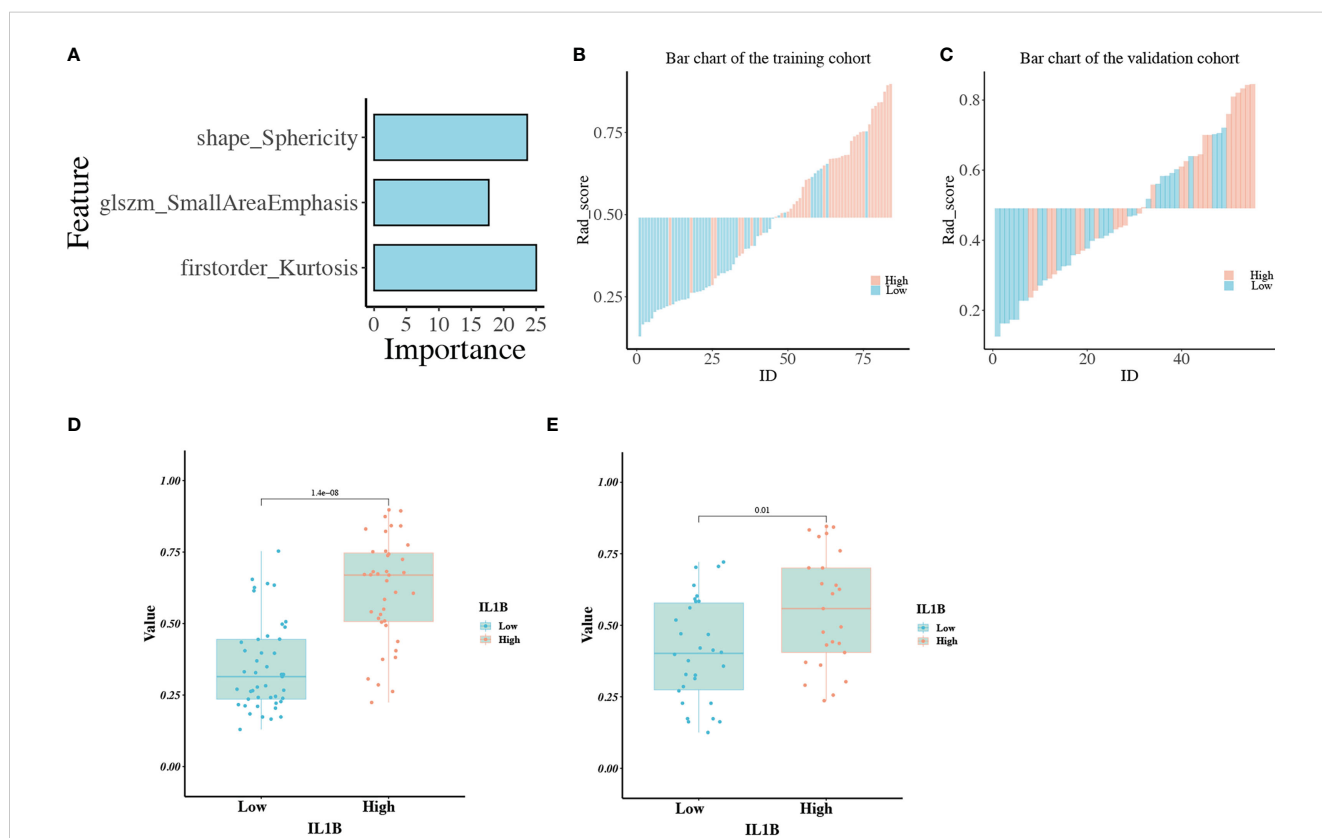 A
Feature
shape_Sphericity
glszm_SmallAreaEmphasis
firstorder_Kurtosis
0 5 10 15 20 25
Importance
B
Bar chart of the training cohort
Rad_score
0.75
0.50
0.25
High
Low
0 25 50 75
ID
C
Bar chart of the validation cohort
Rad_score
0.8
0.6
0.4
0.2
High
Low
0 20 40
ID
D
Value
1.00
0.75
0.50
0.25
0.00
1.4e−08
IL1B
Low
High
Low High
IL1B
E
Value
1.00
0.75
0.50
0.25
0.00
0.01
IL1B
Low
High
Low High
IL1B